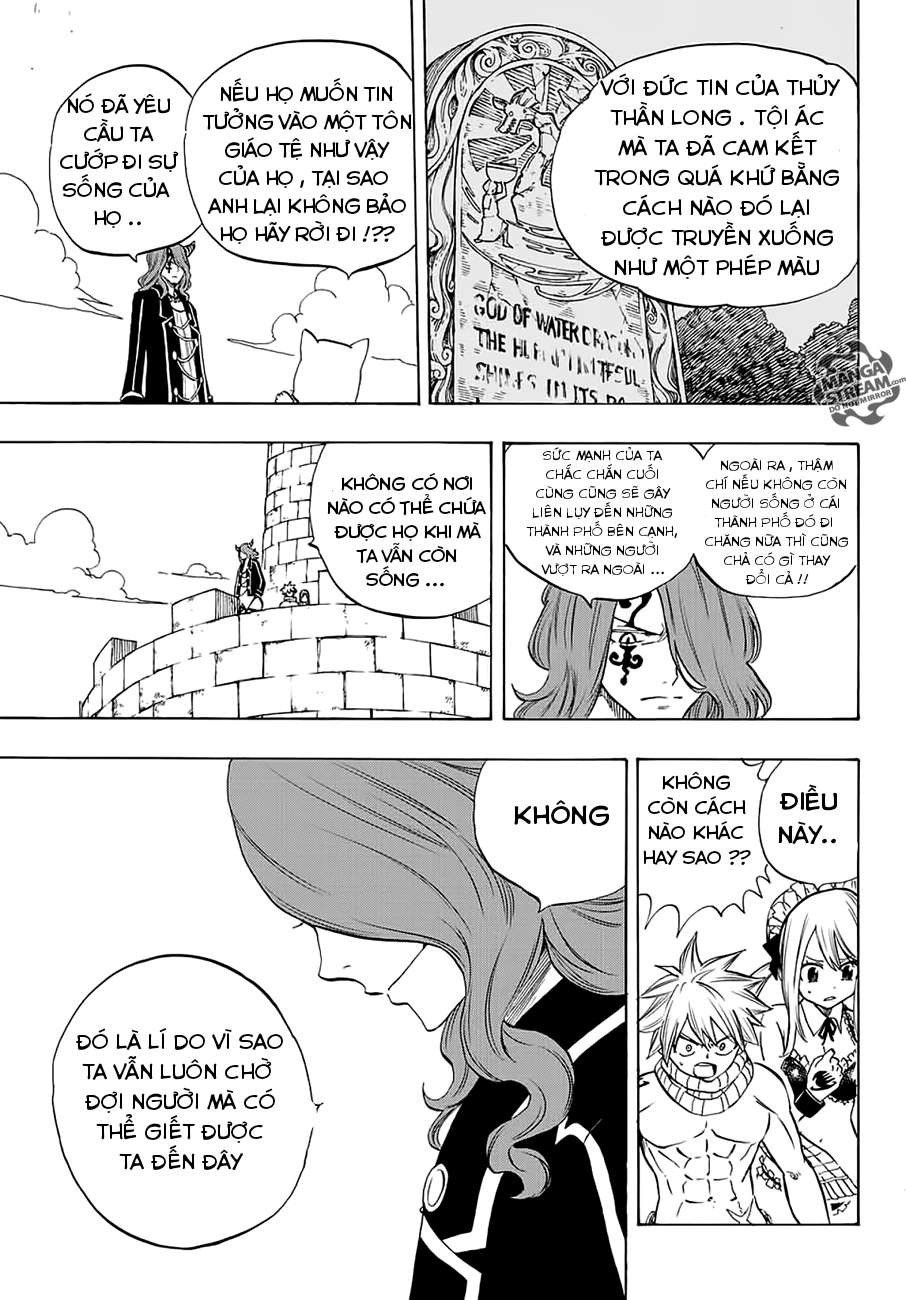 VỚI ĐỨC TIN CỦA THỦY
THẦN LONG . TỘI ÁC
MÀ TA ĐÃ CAM KẾT
TRONG QUÁ KHỨ BẰNG
CÁCH NÀO ĐÓ LẠI
ĐƯỢC TRUYỀN XUỐNG
NHƯ MỘT PHÉP MÀU
GOD OF WATER
THE
SHINES IN ITS
MANGA
STREAM.com
DO NOT MIRROR!
NẾU HỌ MUỐN TIN
TƯỞNG VÀO MỘT TÔN
GIÁO TỆ NHƯ VẬY
CỦA HỌ , TẠI SAO
ANH LẠI KHÔNG BẢO
HỌ HÃY RỜI ĐI !??
NÓ ĐÃ YÊU
CẦU TA
CƯỚP ĐI SỰ
SỐNG CỦA
HỌ ..
NGOÀI RA , THẬM
CHÍ NẾU KHÔNG CÒN
NGƯỜI SỐNG Ở CÁI
THÀNH PHỐ ĐÓ ĐI
CHĂNG NỮA THÌ CŨNG
CHẢ CÓ GÌ THAY
ĐỔI CẢ !!
SỨC MẠNH CỦA TA
CHẮC CHẮN CUỐI
CÙNG CŨNG SẼ GÂY
LIÊN LỤY ĐẾN NHỮNG
THÀNH PHỐ BÊN CẠNH,
VÀ NHỮNG NGƯỜI
VƯỢT RA NGOÀI ...
KHÔNG CÓ NƠI
NÀO CÓ THỂ CHỨA
ĐƯỢC HỌ KHI MÀ
TA VẪN CÒN
SỐNG ...
ĐIỀU
NÀY..
KHÔNG
CÒN CÁCH
NÀO KHÁC
HAY SAO ??
KHÔNG
ĐÓ LÀ LÍ DO VÌ SAO
TA VẪN LUÔN CHỜ
ĐỢI NGƯỜI MÀ CÓ
THỂ GIẾT ĐƯỢC
TA ĐẾN ĐÂY